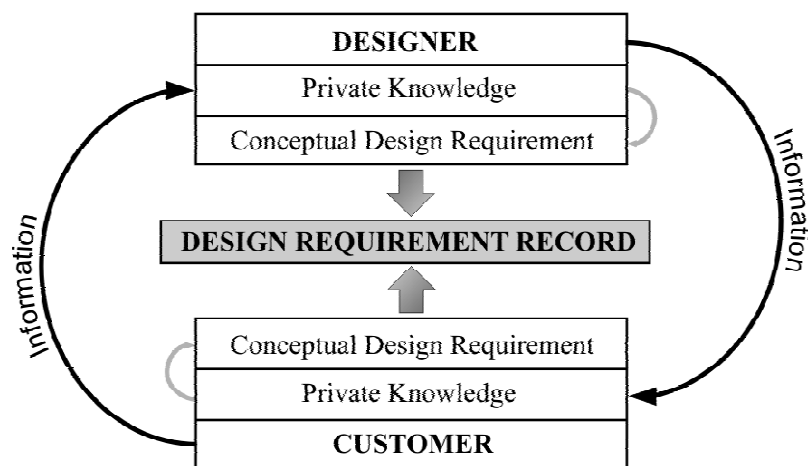 DESIGNER
Private Knowledge
Conceptual Design Requirement
Information
Information
DESIGN REQUIREMENT RECORD
Conceptual Design Requirement
Private Knowledge
CUSTOMER